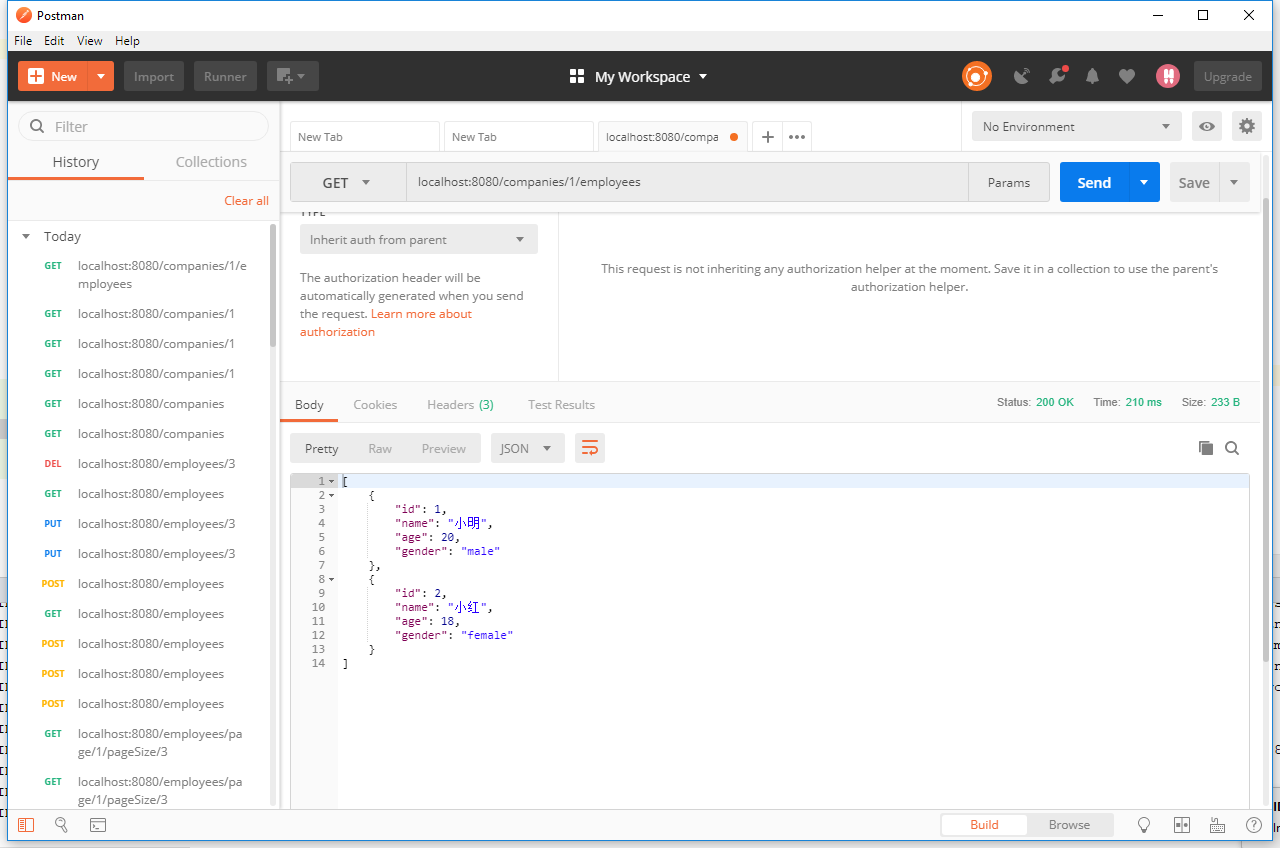 Postman
File Edit View Help
New Import Runner My Workspace Upgrade
Filter
History Collections
Clear all
Today
GET localhost:8080/companies/1/e
mployees
GET localhost:8080/companies/1
GET localhost:8080/companies/1
GET localhost:8080/companies/1
GET localhost:8080/companies
GET localhost:8080/companies
DEL localhost:8080/employees/3
GET localhost:8080/employees
PUT localhost:8080/employees/3
PUT localhost:8080/employees/3
POST localhost:8080/employees
GET localhost:8080/employees
POST localhost:8080/employees
POST localhost:8080/employees
POST localhost:8080/employees
GET localhost:8080/employees/pa
ge/1/pageSize/3
GET localhost:8080/employees/pa
ge/1/pageSize/3
New Tab New Tab localhost:8080/compa
No Environment
GET localhost:8080/companies/1/employees Params Send Save
TYPE
Inherit auth from parent
The authorization header will be
automatically generated when you send
the request. Learn more about
authorization
This request is not inheriting any authorization helper at the moment. Save it in a collection to use the parent's
authorization helper.
Body Cookies Headers (3) Test Results Status: 200 OK Time: 210 ms Size: 233 B
Pretty Raw Preview JSON
1 [
2 {
3 "id": 1,
4 "name": "小明",
5 "age": 20,
6 "gender": "male"
7 },
8 {
9 "id": 2,
10 "name": "小红",
11 "age": 18,
12 "gender": "female"
13 }
14 ]
Build Browse